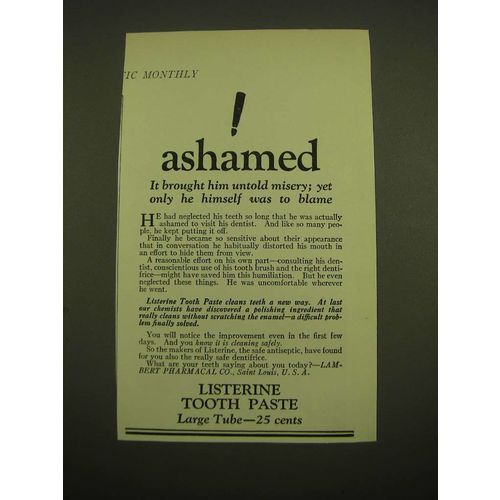 TIC MONTHLY
!
ashamed
It brought him untold misery; yet
only he himself was to blame
HE had neglected his teeth so long that he was actually
ashamed to visit his dentist. And like so many peo-
ple, he kept putting it off.
Finally he became so sensitive about their appearance
that in conversation he habitually distorted his mouth in
an effort to hide them from view.
A reasonable effort on his own part—consulting his den-
tist, conscientious use of his tooth brush and the right denti-
frice—might have saved him this humiliation. But he even
neglected these things. He was uncomfortable wherever
he went.
Listerine Tooth Paste cleans teeth a new way. At last
our chemists have discovered a polishing ingredient that
really cleans without scratching the enamel—a difficult prob-
lem finally solved.
You will notice the improvement even in the first few
days. And you know it is cleaning safely.
So the makers of Listerine, the safe antiseptic, have found
for you also the really safe dentifrice.
What are your teeth saying about you today?—LAM-
BERT PHARMACAL CO., Saint Louis, U. S. A.
LISTERINE
TOOTH PASTE
Large Tube—25 cents